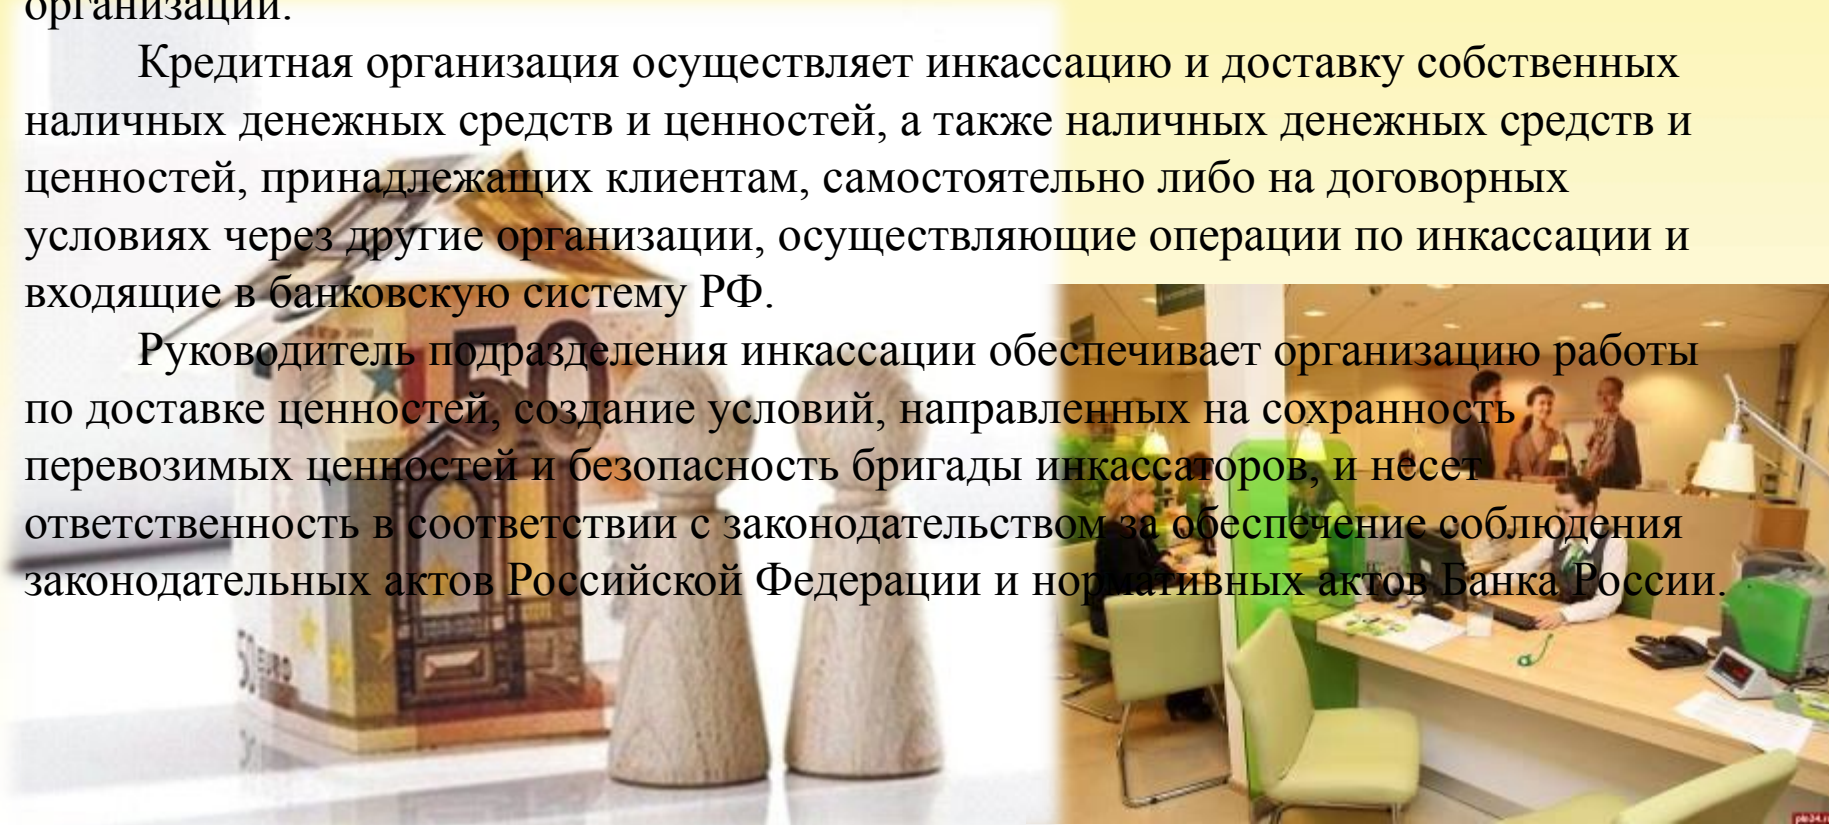 организации.
Кредитная организация осуществляет инкассацию и доставку собственных
наличных денежных средств и ценностей, а также наличных денежных средств и
ценностей, принадлежащих клиентам, самостоятельно либо на договорных
условиях через другие организации, осуществляющие операции по инкассации и
входящие в банковскую систему РФ.
Руководитель подразделения инкассации обеспечивает организацию работы
по доставке ценностей, создание условий, направленных на сохранность
перевозимых ценностей и безопасность бригады инкассаторов, и несет
ответственность в соответствии с законодательством за обеспечение соблюдения
законодательных актов Российской Федерации и нормативных актов Банка России.
50
50 EURO